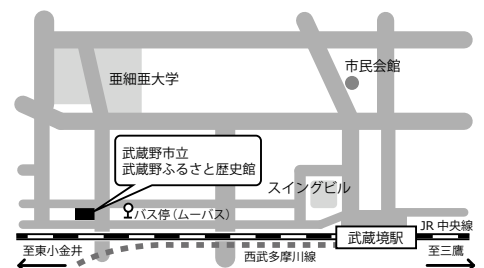 市民会館
亜細亜大学
武蔵野市立
武蔵野ふるさと歴史館
スイングビル
バス停（ムーバス）
JR 中央線
武蔵境駅
至東小金井
西武多摩川線
至三鷹